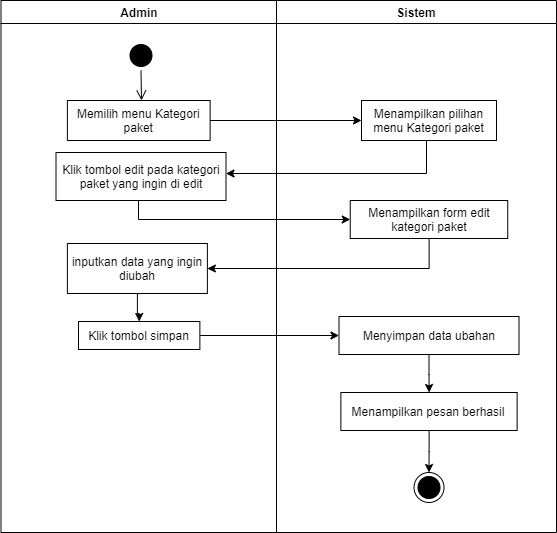 Admin
Sistem
Memilih menu Kategori
paket
Menampilkan pilihan
menu Kategori paket
Klik tombol edit pada kategori
paket yang ingin di edit
Menampilkan form edit
kategori paket
inputkan data yang ingin
diubah
Klik tombol simpan
Menyimpan data ubahan
Menampilkan pesan berhasil